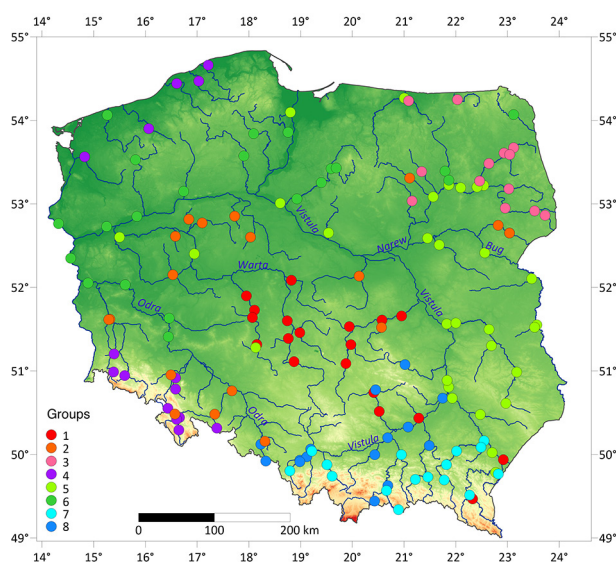 14° 15° 16° 17° 18° 19° 20° 21° 22° 23° 24°
55° 55°
54° 54°
53° 53°
Vistula
Narew
Bug
Warta
52° 52°
Odra
Vistula
51° 51°
Groups
1
2
3
4
5
6
7
8
Odra
Vistula
50° 50°
0 100 200 km
49° 49°
14° 15° 16° 17° 18° 19° 20° 21° 22° 23° 24°